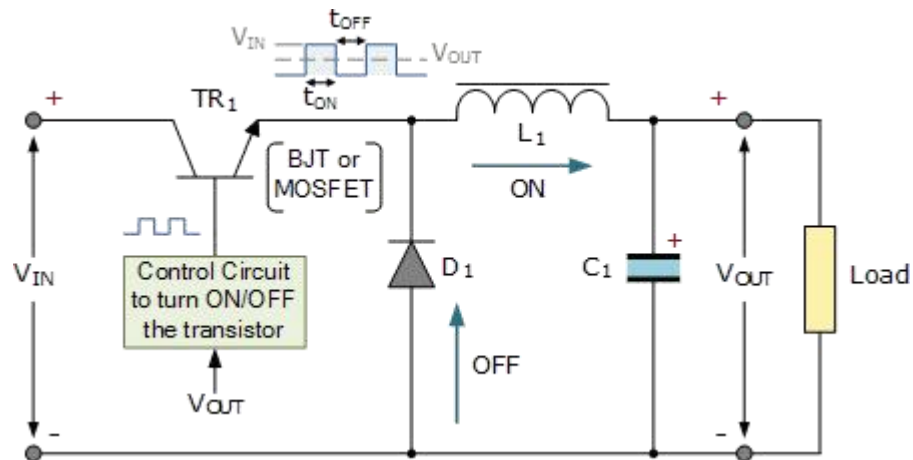 tOFF
VIN
VOUT
tON
+
TR1
+
L1
BJT or
MOSFET
ON
VIN
Control Circuit
to turn ON/OFF
the transistor
D1
C1
+
VOUT
Load
OFF
VOUT
-
-